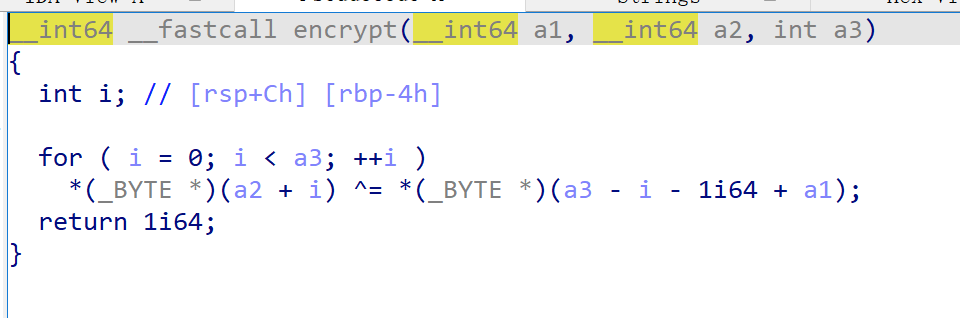 __int64 __fastcall encrypt(__int64 a1, __int64 a2, int a3)
{
int i; // [rsp+Ch] [rbp-4h]
for ( i = 0; i < a3; ++i )
*(_BYTE *)(a2 + i) ^= *(_BYTE *)(a3 - i - 1i64 + a1);
return 1i64;
}